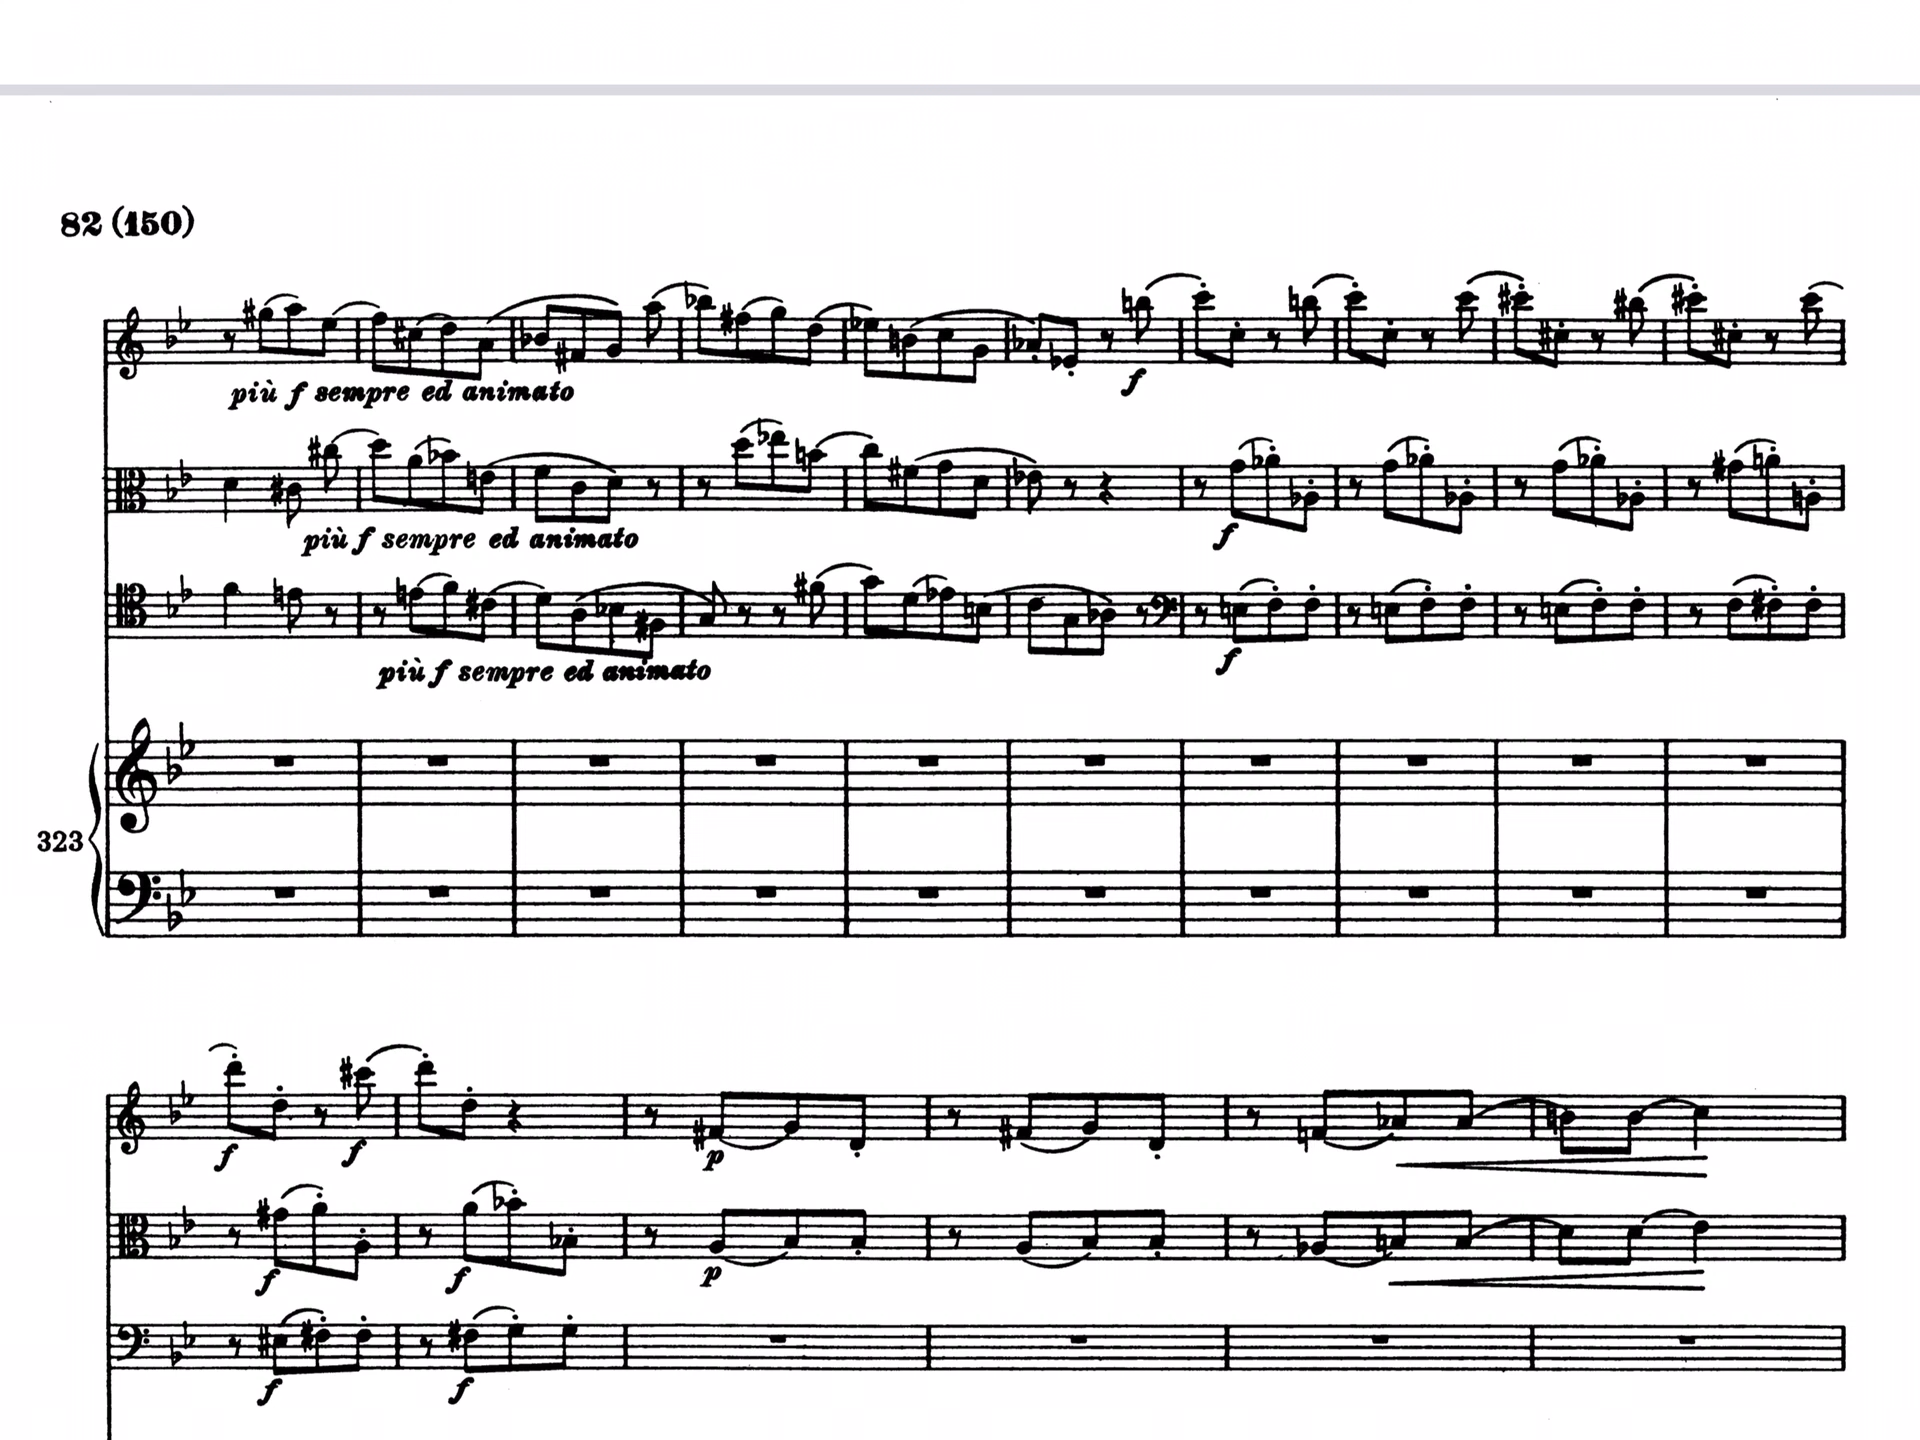 82 (150)
più f sempre ed animato
f
più f sempre ed animato
f
più f sempre ed animato
f
323
f f p
f f p
f f